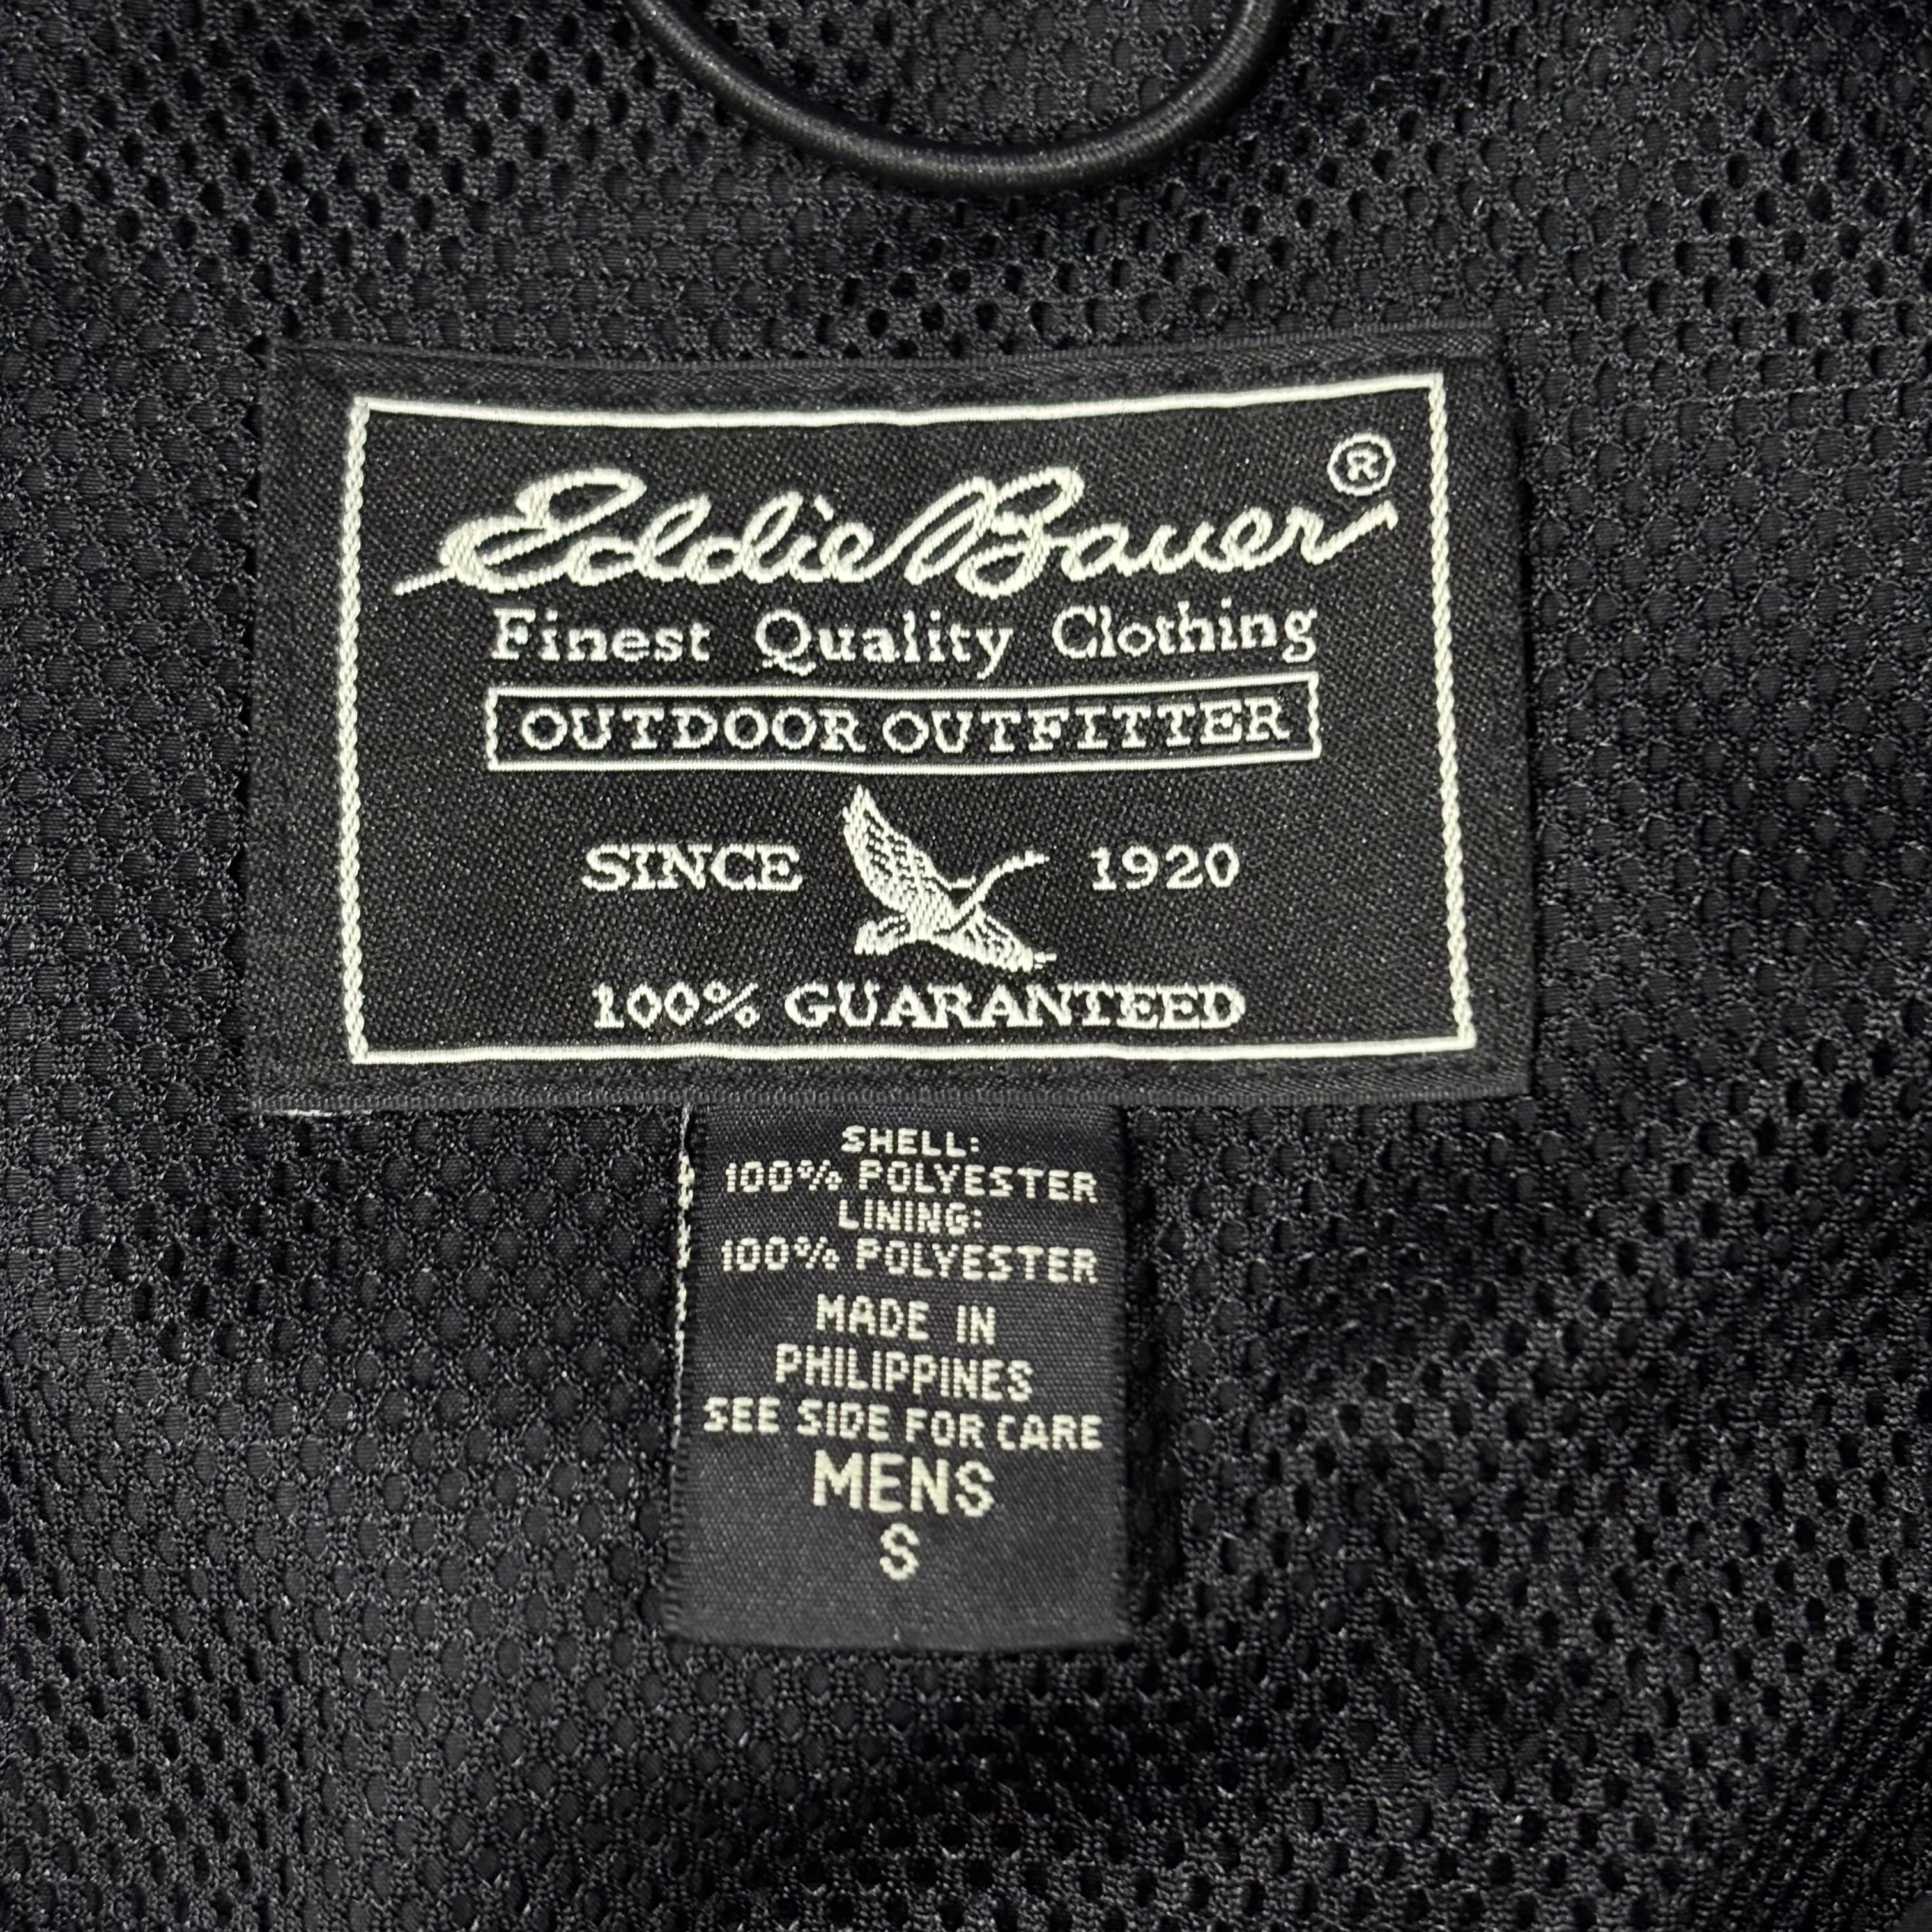 Eddie Bauer®
Finest Quality Clothing
OUTDOOR OUTFITTER
SINCE 1920
100% GUARANTEED
SHELL:
100% POLYESTER
LINING:
100% POLYESTER
MADE IN
PHILIPPINES
SEE SIDE FOR CARE
MENS
S